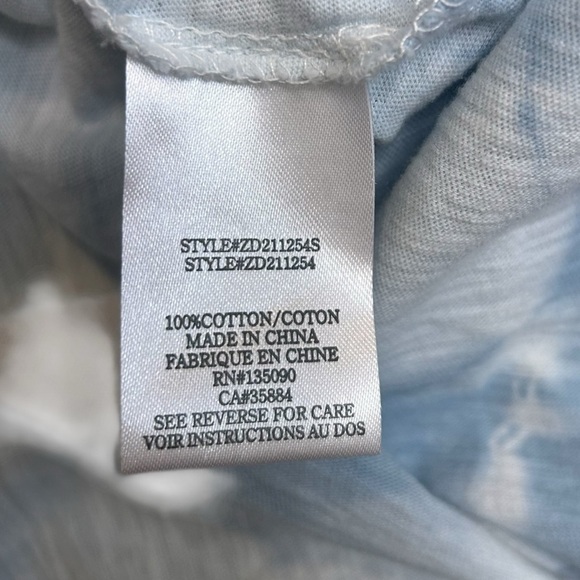 STYLE#ZD211254S
STYLE#ZD211254
100%COTTON/COTON
MADE IN CHINA
FABRIQUE EN CHINE
RN#135090
CA#35884
SEE REVERSE FOR CARE
VOIR INSTRUCTIONS AU DOS